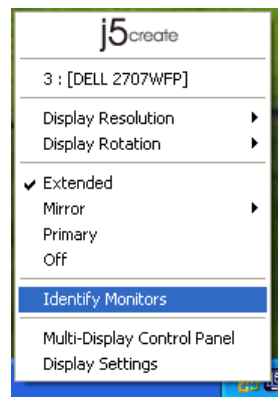 j5create
3 : [DELL 2707WFP]
Display Resolution
Display Rotation
Extended
Mirror
Primary
Off
Identify Monitors
Multi-Display Control Panel
Display Settings